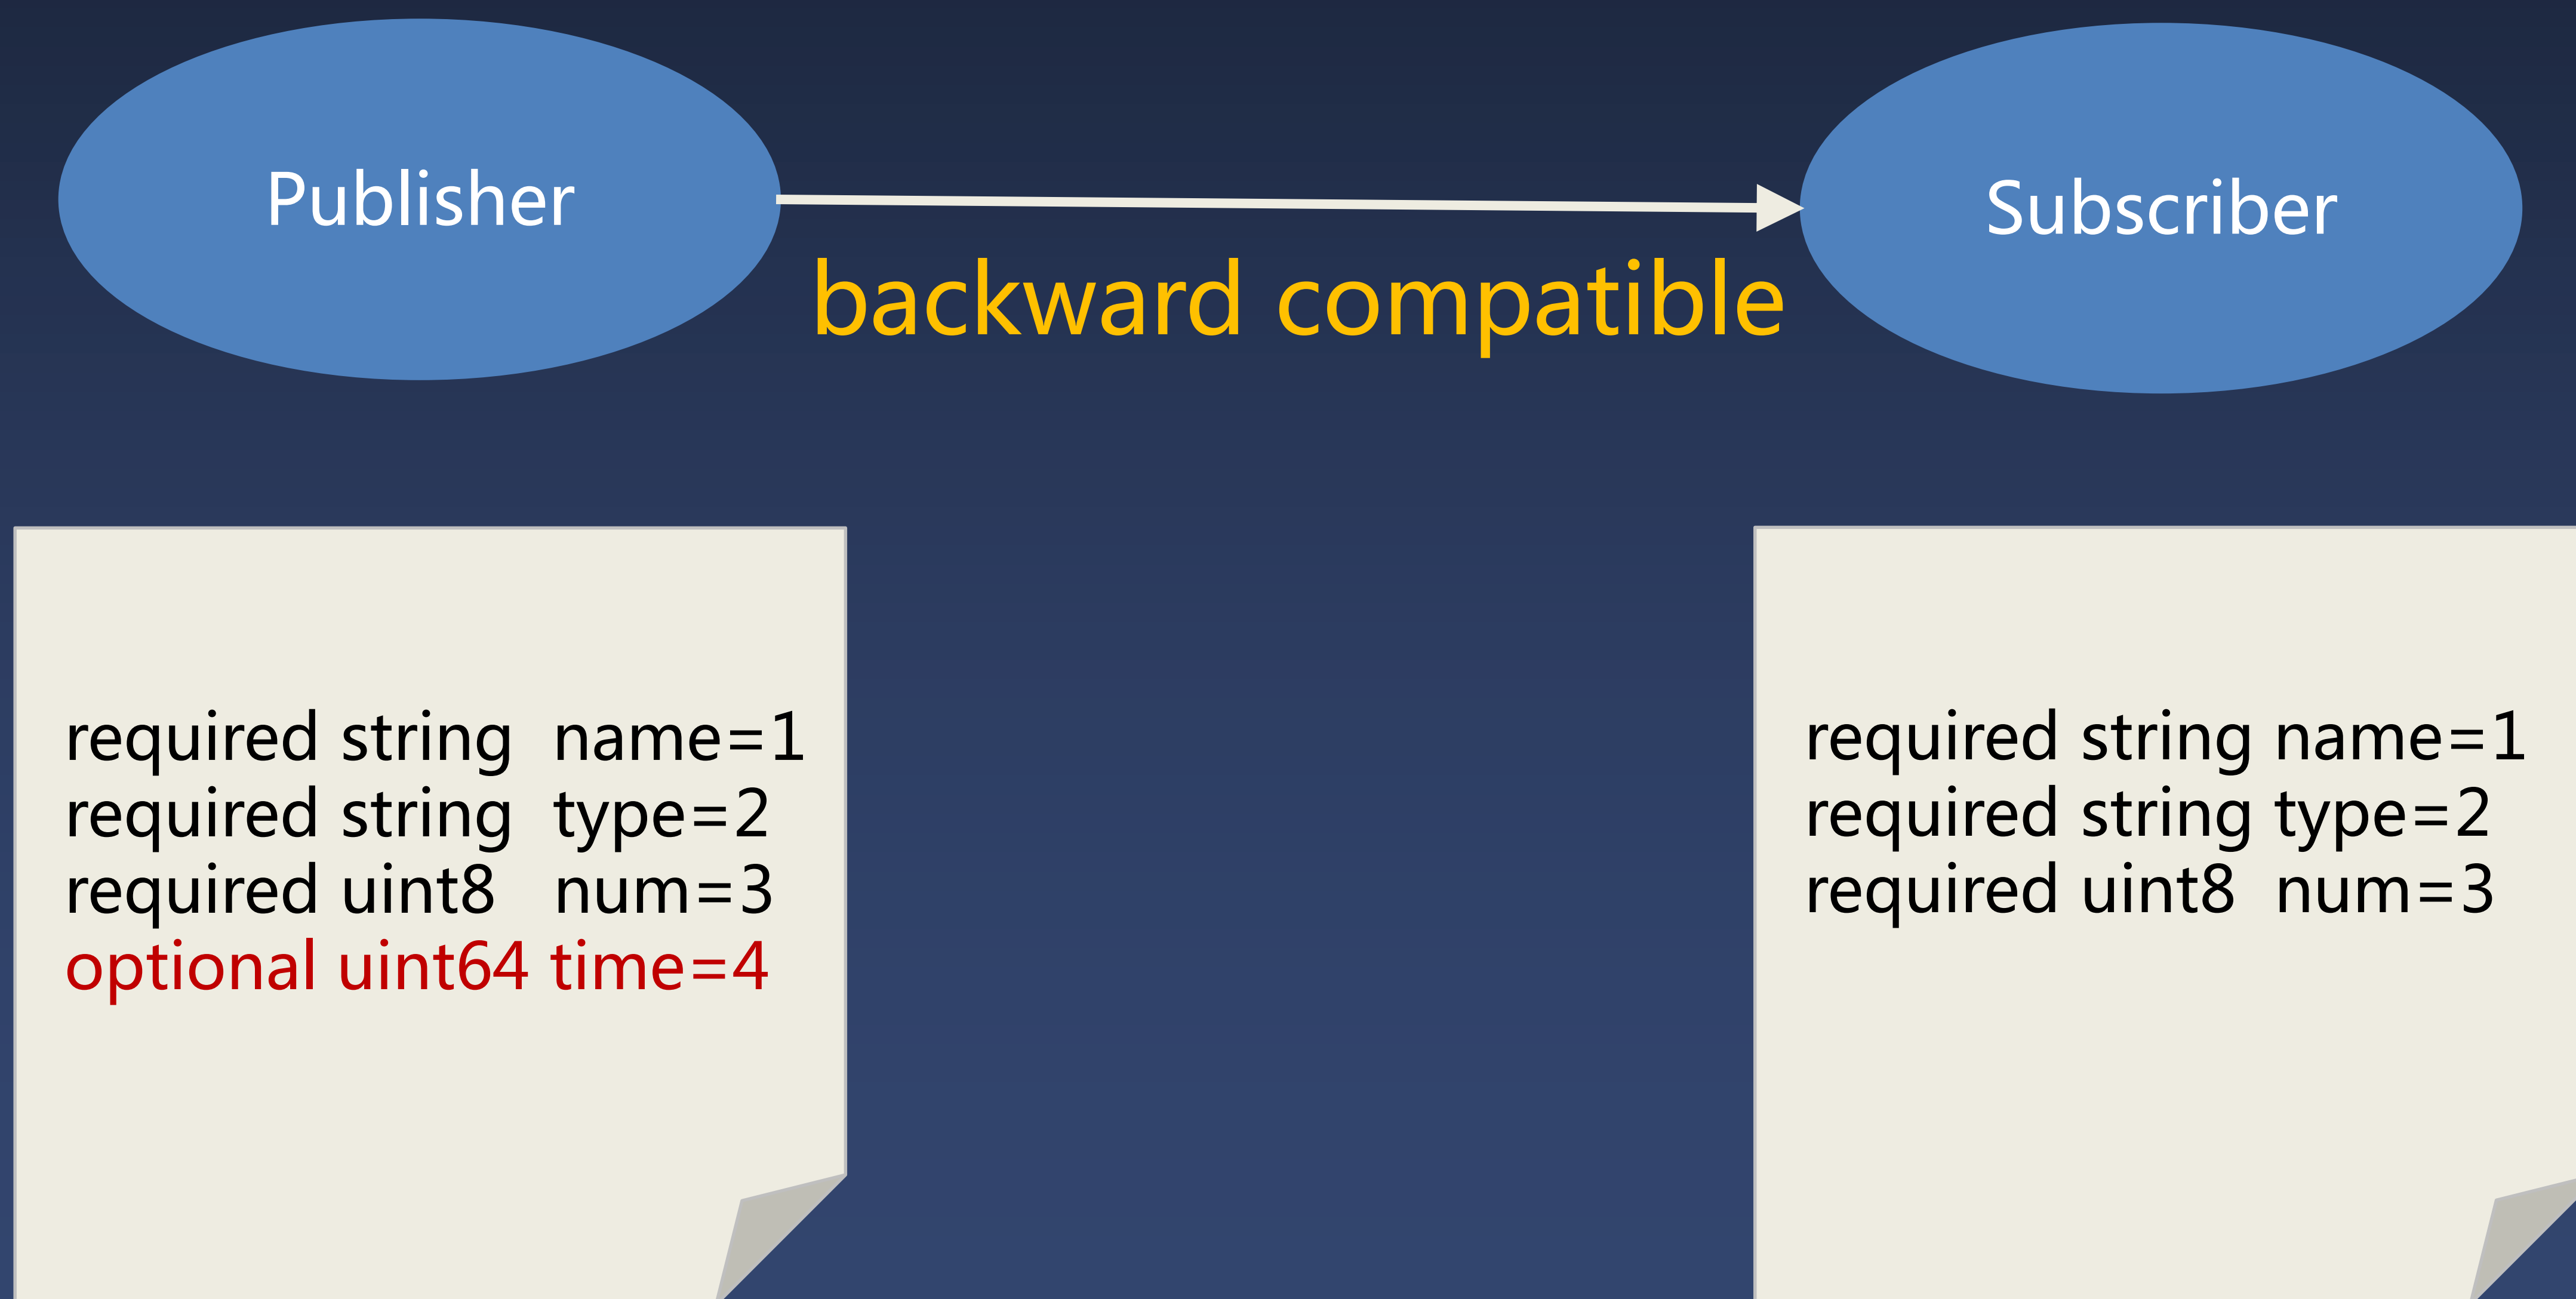 Publisher
Subscriber
backward compatible
required string  name=1
required string  type=2
required uint8   num=3
optional uint64 time=4
required string name=1
required string type=2
required uint8  num=3